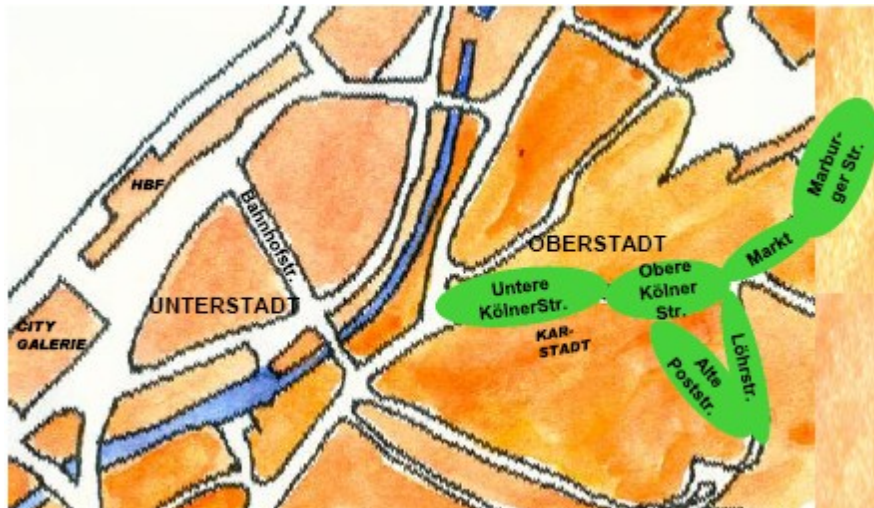 HBF
Bahnhofstr.
UNTERSTADT
CITY
GALERIE
OBERSTADT
Untere
KölnerStr.
KAR-
STADT
Obere
Kölner
Str.
Markt
Marbur-
ger Str.
Alte
Poststr.
Löhrstr.